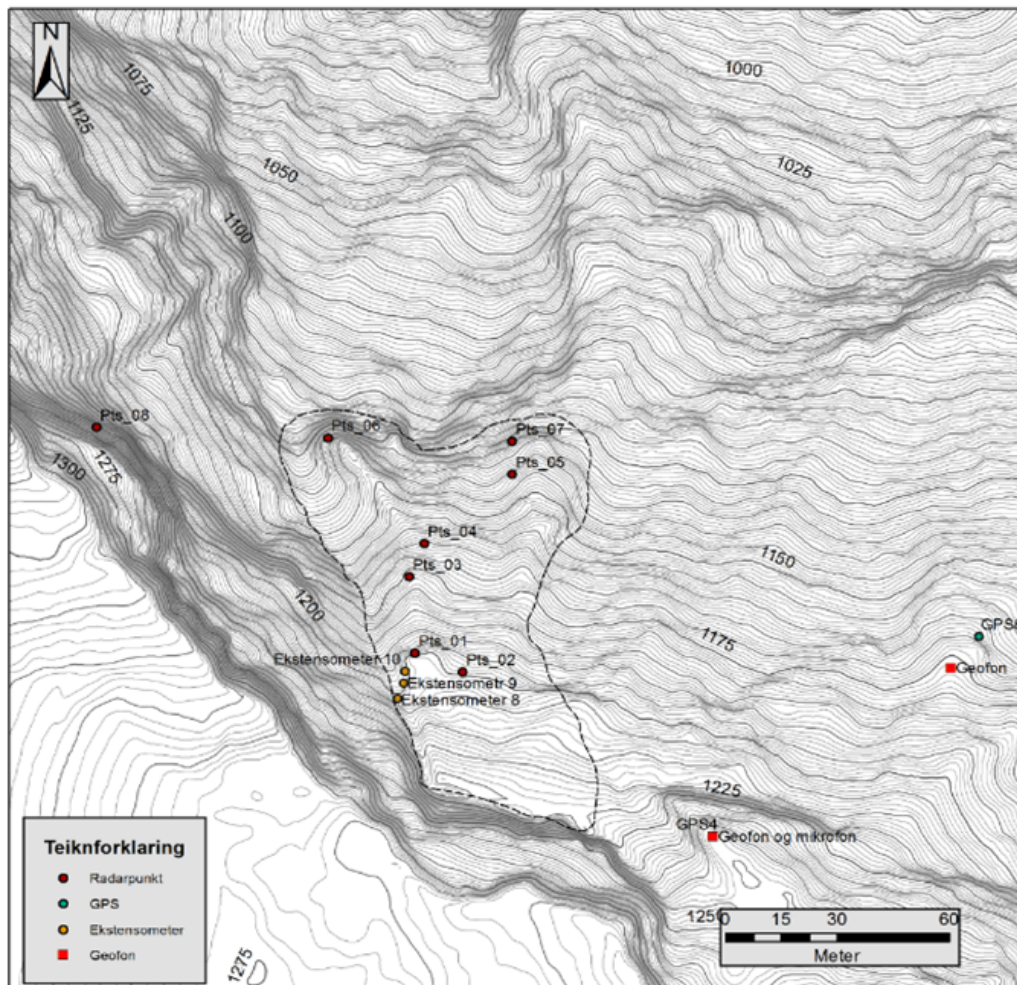 N
1075
1125
1000
1050
1025
1100
Pts_08
Pts_06
Pts_07
1300
1275
Pts_05
Pts_04
1150
Pts_03
1200
GPS
1175
Pts_01
Ekstensometer 10
Pts_02
Geofon
Ekstensometr 9
Ekstensometer 8
1225
GPS4
Geofon og mikrofon
Teiknforklaring
Radarpunkt
GPS
Ekstensometer
Geofon
1250
0 15 30 60
Meter
1275